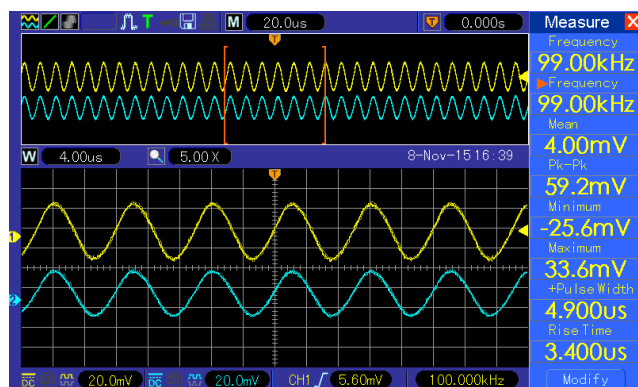 T M 20.0us T 0.000s Measure X
Frequency
99.00kHz
Frequency
99.00kHz
Mean
4.00mV
Pk-Pk
59.2mV
Minimum
-25.6mV
Maximum
33.6mV
+Pulse Width
4.900us
Rise Time
3.400us
Modify
T
W 4.00us 5.00X 8-Nov-15 16:39
T
1
2
DC 20.0mV DC 20.0mV CH1 5.60mV 100.000kHz